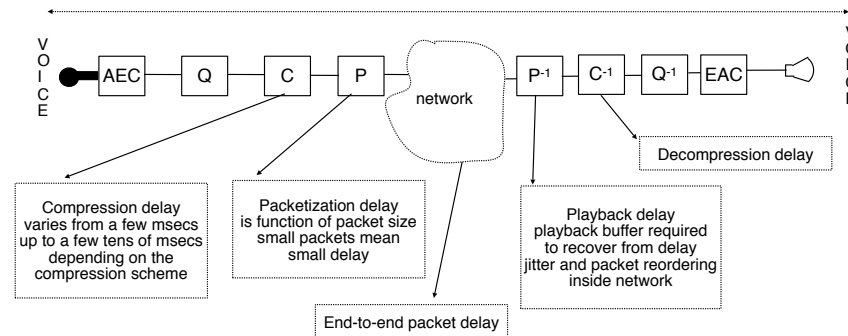 VOICE
AEC
Q
C
P
network
P-1
C-1
Q-1
EAC
Decompression delay
Compression delay
varies from a few msecs
up to a few tens of msecs
depending on the
compression scheme
Packetization delay
is function of packet size
small packets mean
small delay
Playback delay
playback buffer required
to recover from delay
jitter and packet reordering
inside network
End-to-end packet delay